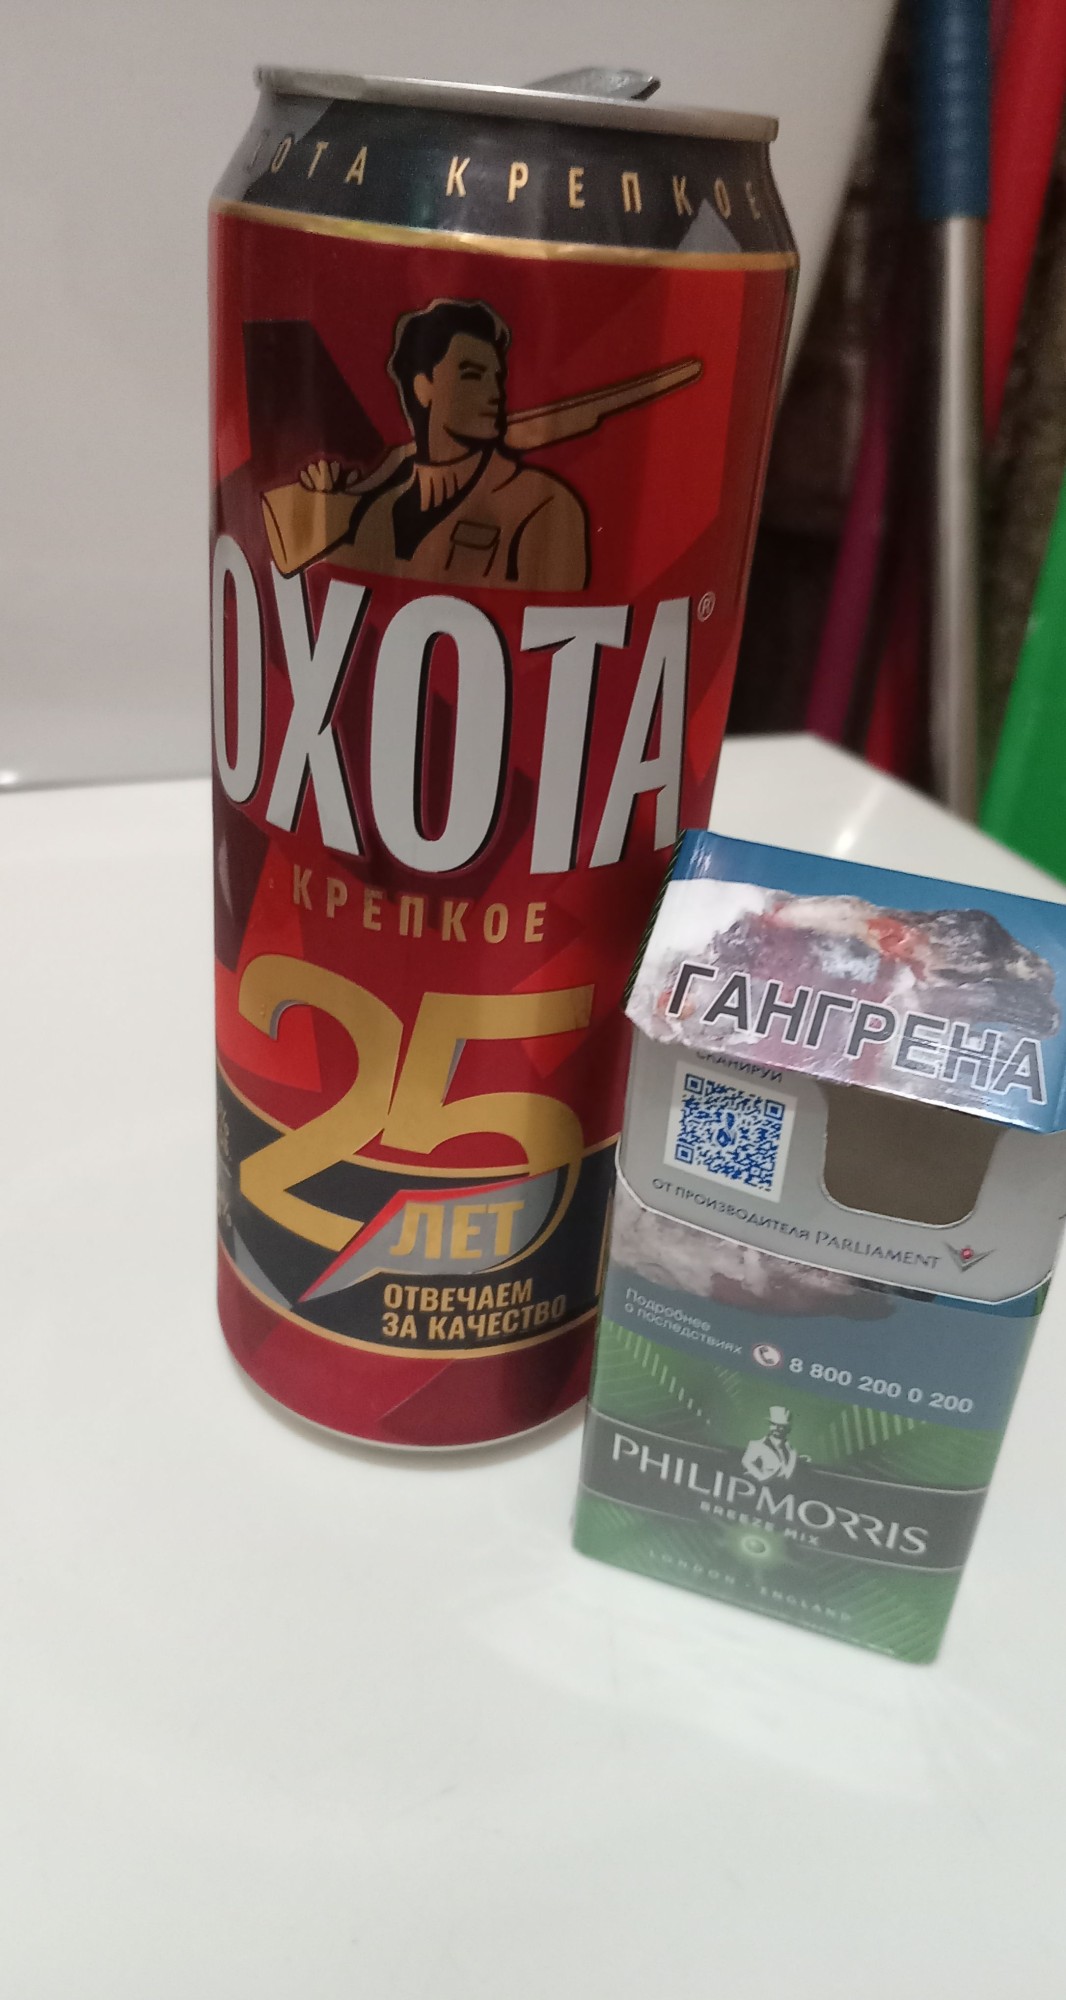 ОТА КРЕПКОЕ
ОХОТА®
КРЕПКОЕ
25
ЛЕТ
ОТВЕЧАЕМ
ЗА КАЧЕСТВО
ГАНГРЕНА
СКАНИРУЙ
ОТ ПРОИЗВОДИТЕЛЯ PARLIAMENT
Подробнее
о последствиях 8 800 200 0 200
PHILIP MORRIS
BREEZE MIX
LONDON · ENGLAND